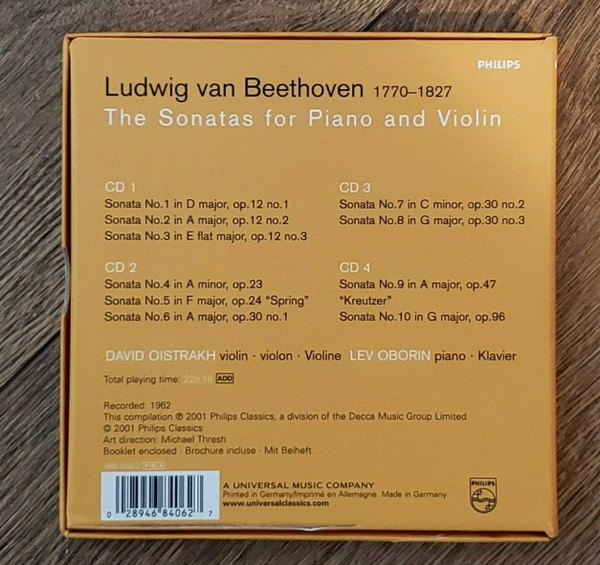 PHILIPS
Ludwig van Beethoven 1770–1827
The Sonatas for Piano and Violin
CD 1
Sonata No.1 in D major, op.12 no.1
Sonata No.2 in A major, op.12 no.2
Sonata No.3 in E flat major, op.12 no.3
CD 2
Sonata No.4 in A minor, op.23
Sonata No.5 in F major, op.24 “Spring”
Sonata No.6 in A major, op.30 no.1
CD 3
Sonata No.7 in C minor, op.30 no.2
Sonata No.8 in G major, op.30 no.3
CD 4
Sonata No.9 in A major, op.47
“Kreutzer”
Sonata No.10 in G major, op.96
DAVID OISTRAKH violin · violon · Violine LEV OBORIN piano · Klavier
Total playing time: ADD
Recorded: 1962
This compilation ℗ 2001 Philips Classics, a division of the Decca Music Group Limited
© 2001 Philips Classics
Art direction: Michael Thresh
Booklet enclosed · Brochure incluse · Mit Beiheft
0 28946 84062 7
A UNIVERSAL MUSIC COMPANY
Printed in Germany/Imprimé en Allemagne. Made in Germany
www.universalclassics.com
PHILIPS